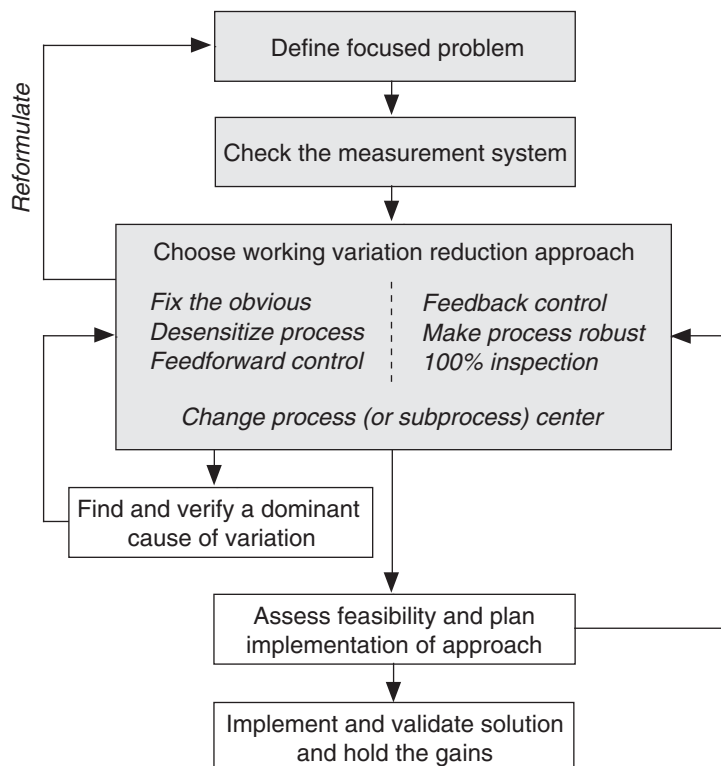 Define focused problem
Reformulate
Check the measurement system
Choose working variation reduction approach
Fix the obvious
Desensitize process
Feedforward control
Feedback control
Make process robust
100% inspection
Change process (or subprocess) center
Find and verify a dominant
cause of variation
Assess feasibility and plan
implementation of approach
Implement and validate solution
and hold the gains